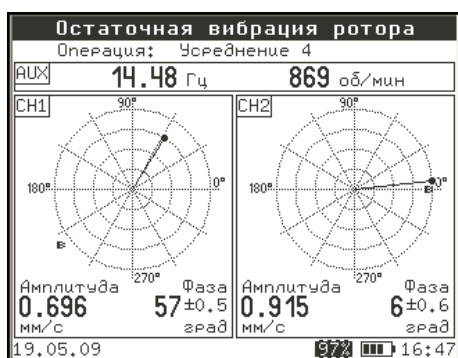 Остаточная вибрация ротора
Операция: Усреднение 4
AUX 14.48 Гц 869 об/мин
CH1 90° CH2 90°
180° 0° 180° 0°
B B
270° 270°
Амплитуда Фаза Амплитуда Фаза
0.696 57±0.5 0.915 6±0.6
мм/с град мм/с град
19.05.09 97% 16:47